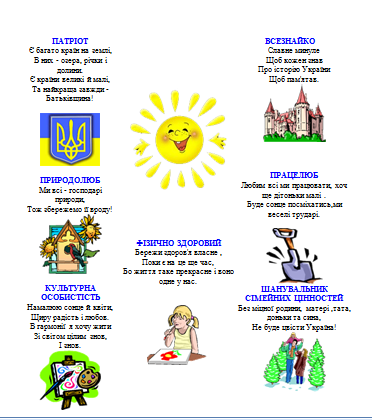 ПАТРІОТ
Є багато країн на землі,
В них - озера, річки і
долини.
Є країни великі й малі,
Та найкраща завжди -
Батьківщина!
ПРИРОДОЛЮБ
Ми всі - господарі
природи,
Тож збережемо її вроду!
КУЛЬТУРНА
ОСОБИСТІСТЬ
Намалюю сонце й квіти,
Щиру радість і любов.
В гармонії я хочу жити
Зі світом цілим знов,
І знов.
ФІЗИЧНО ЗДОРОВИЙ
Бережи здоров'я власне ,
Поки є на це ще час,
Бо життя таке прекрасне і воно
одне у нас.
ВСЕЗНАЙКО
Славне минуле
Щоб кожен знав
Про історію України
Щоб пам'ятав.
ПРАЦЕЛЮБ
Любим всі ми працювати, хоч
ще дітоньки малі .
Буде сонце посміхатись,ми
веселі трударі.
ШАНУВАЛЬНИК
СІМЕЙНИХ ЦІННОСТЕЙ
Без міцної родини, матері ,тата,
доньки та сина,
Не буде цвісти Україна!